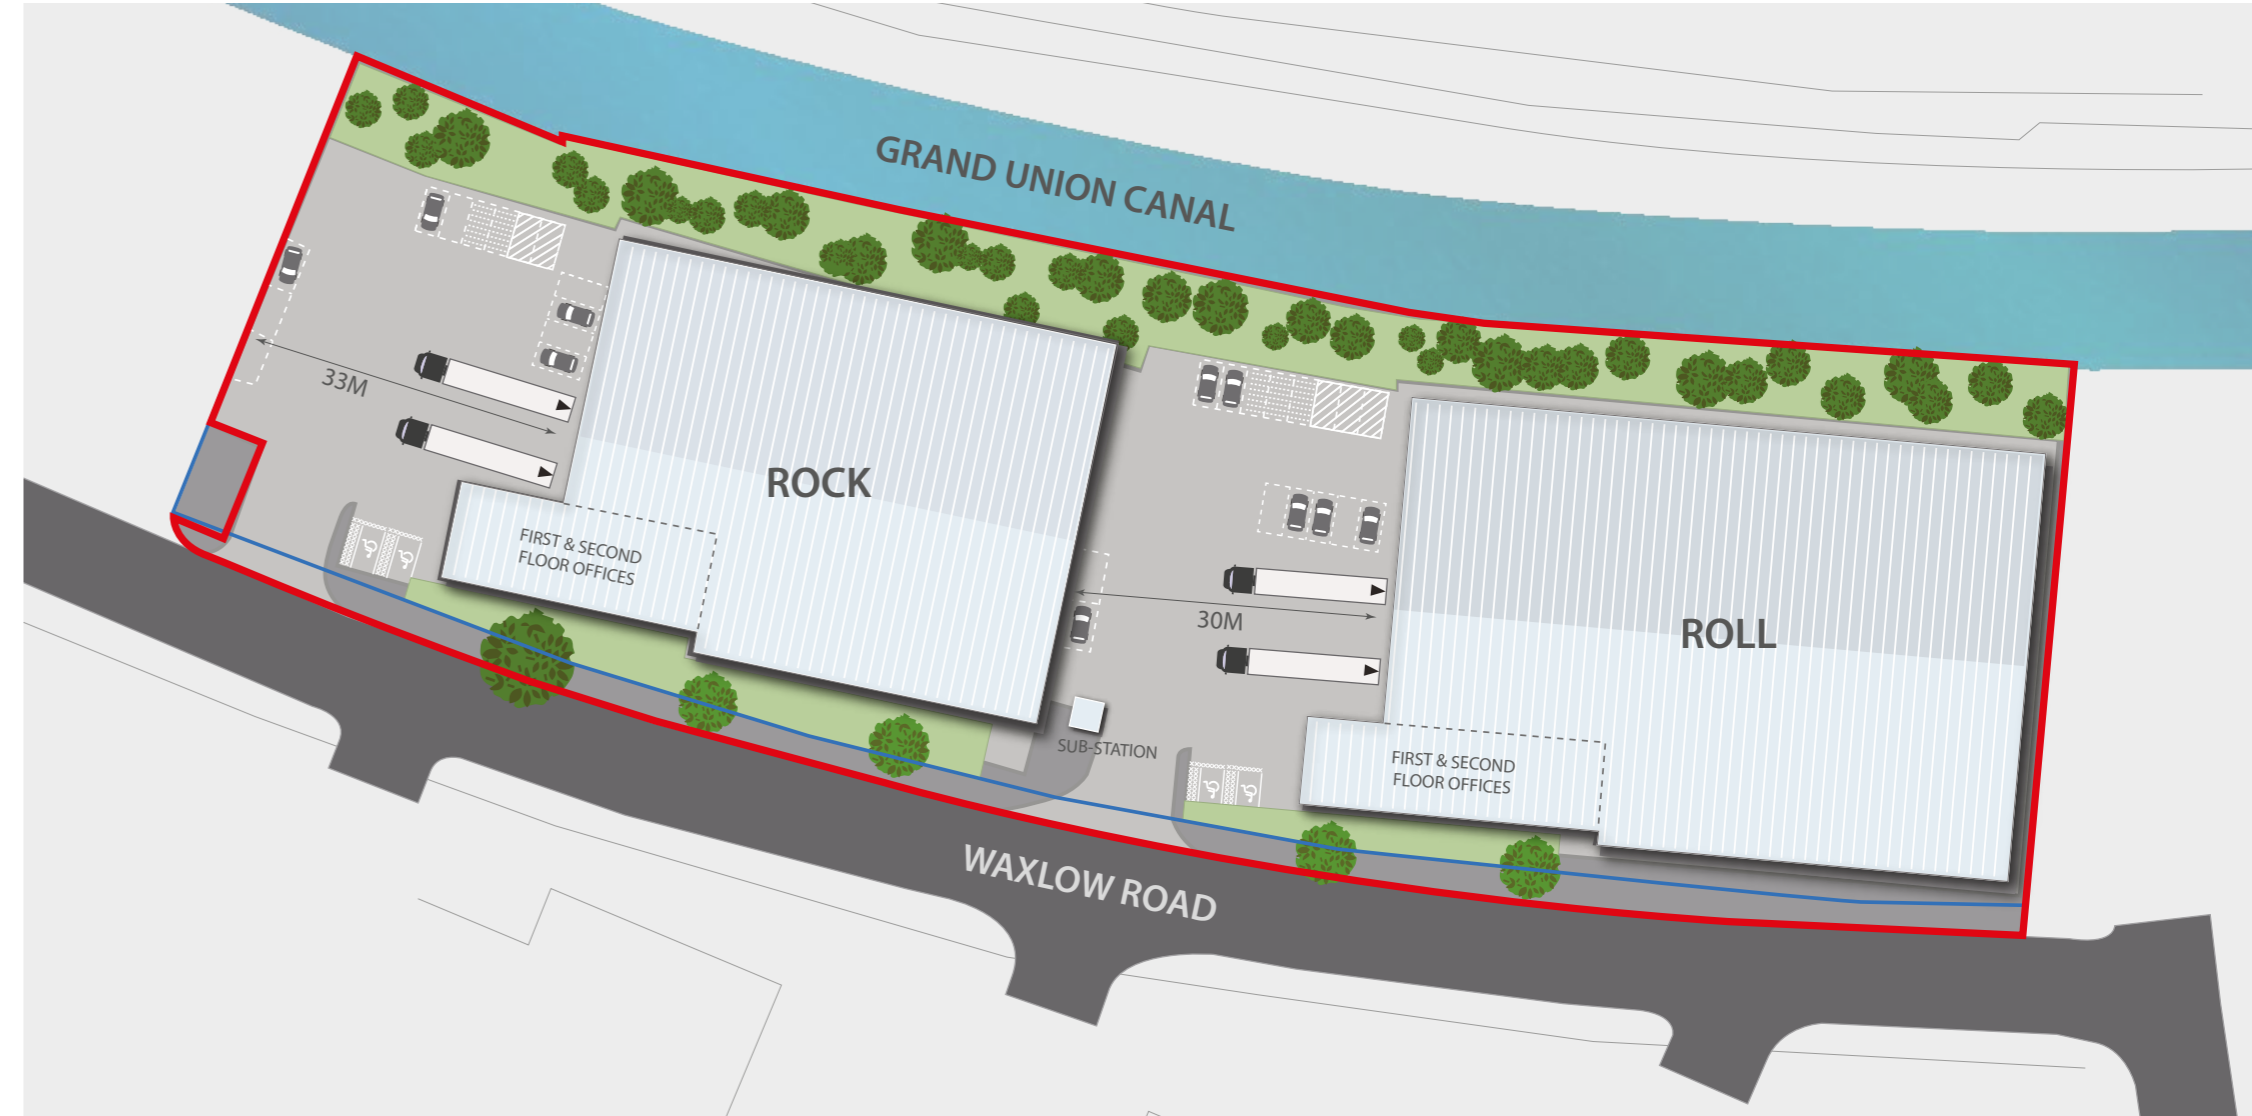 GRAND UNION CANAL
33M
ROCK
FIRST & SECOND
FLOOR OFFICES
30M
ROLL
SUB-STATION
FIRST & SECOND
FLOOR OFFICES
WAXLOW ROAD